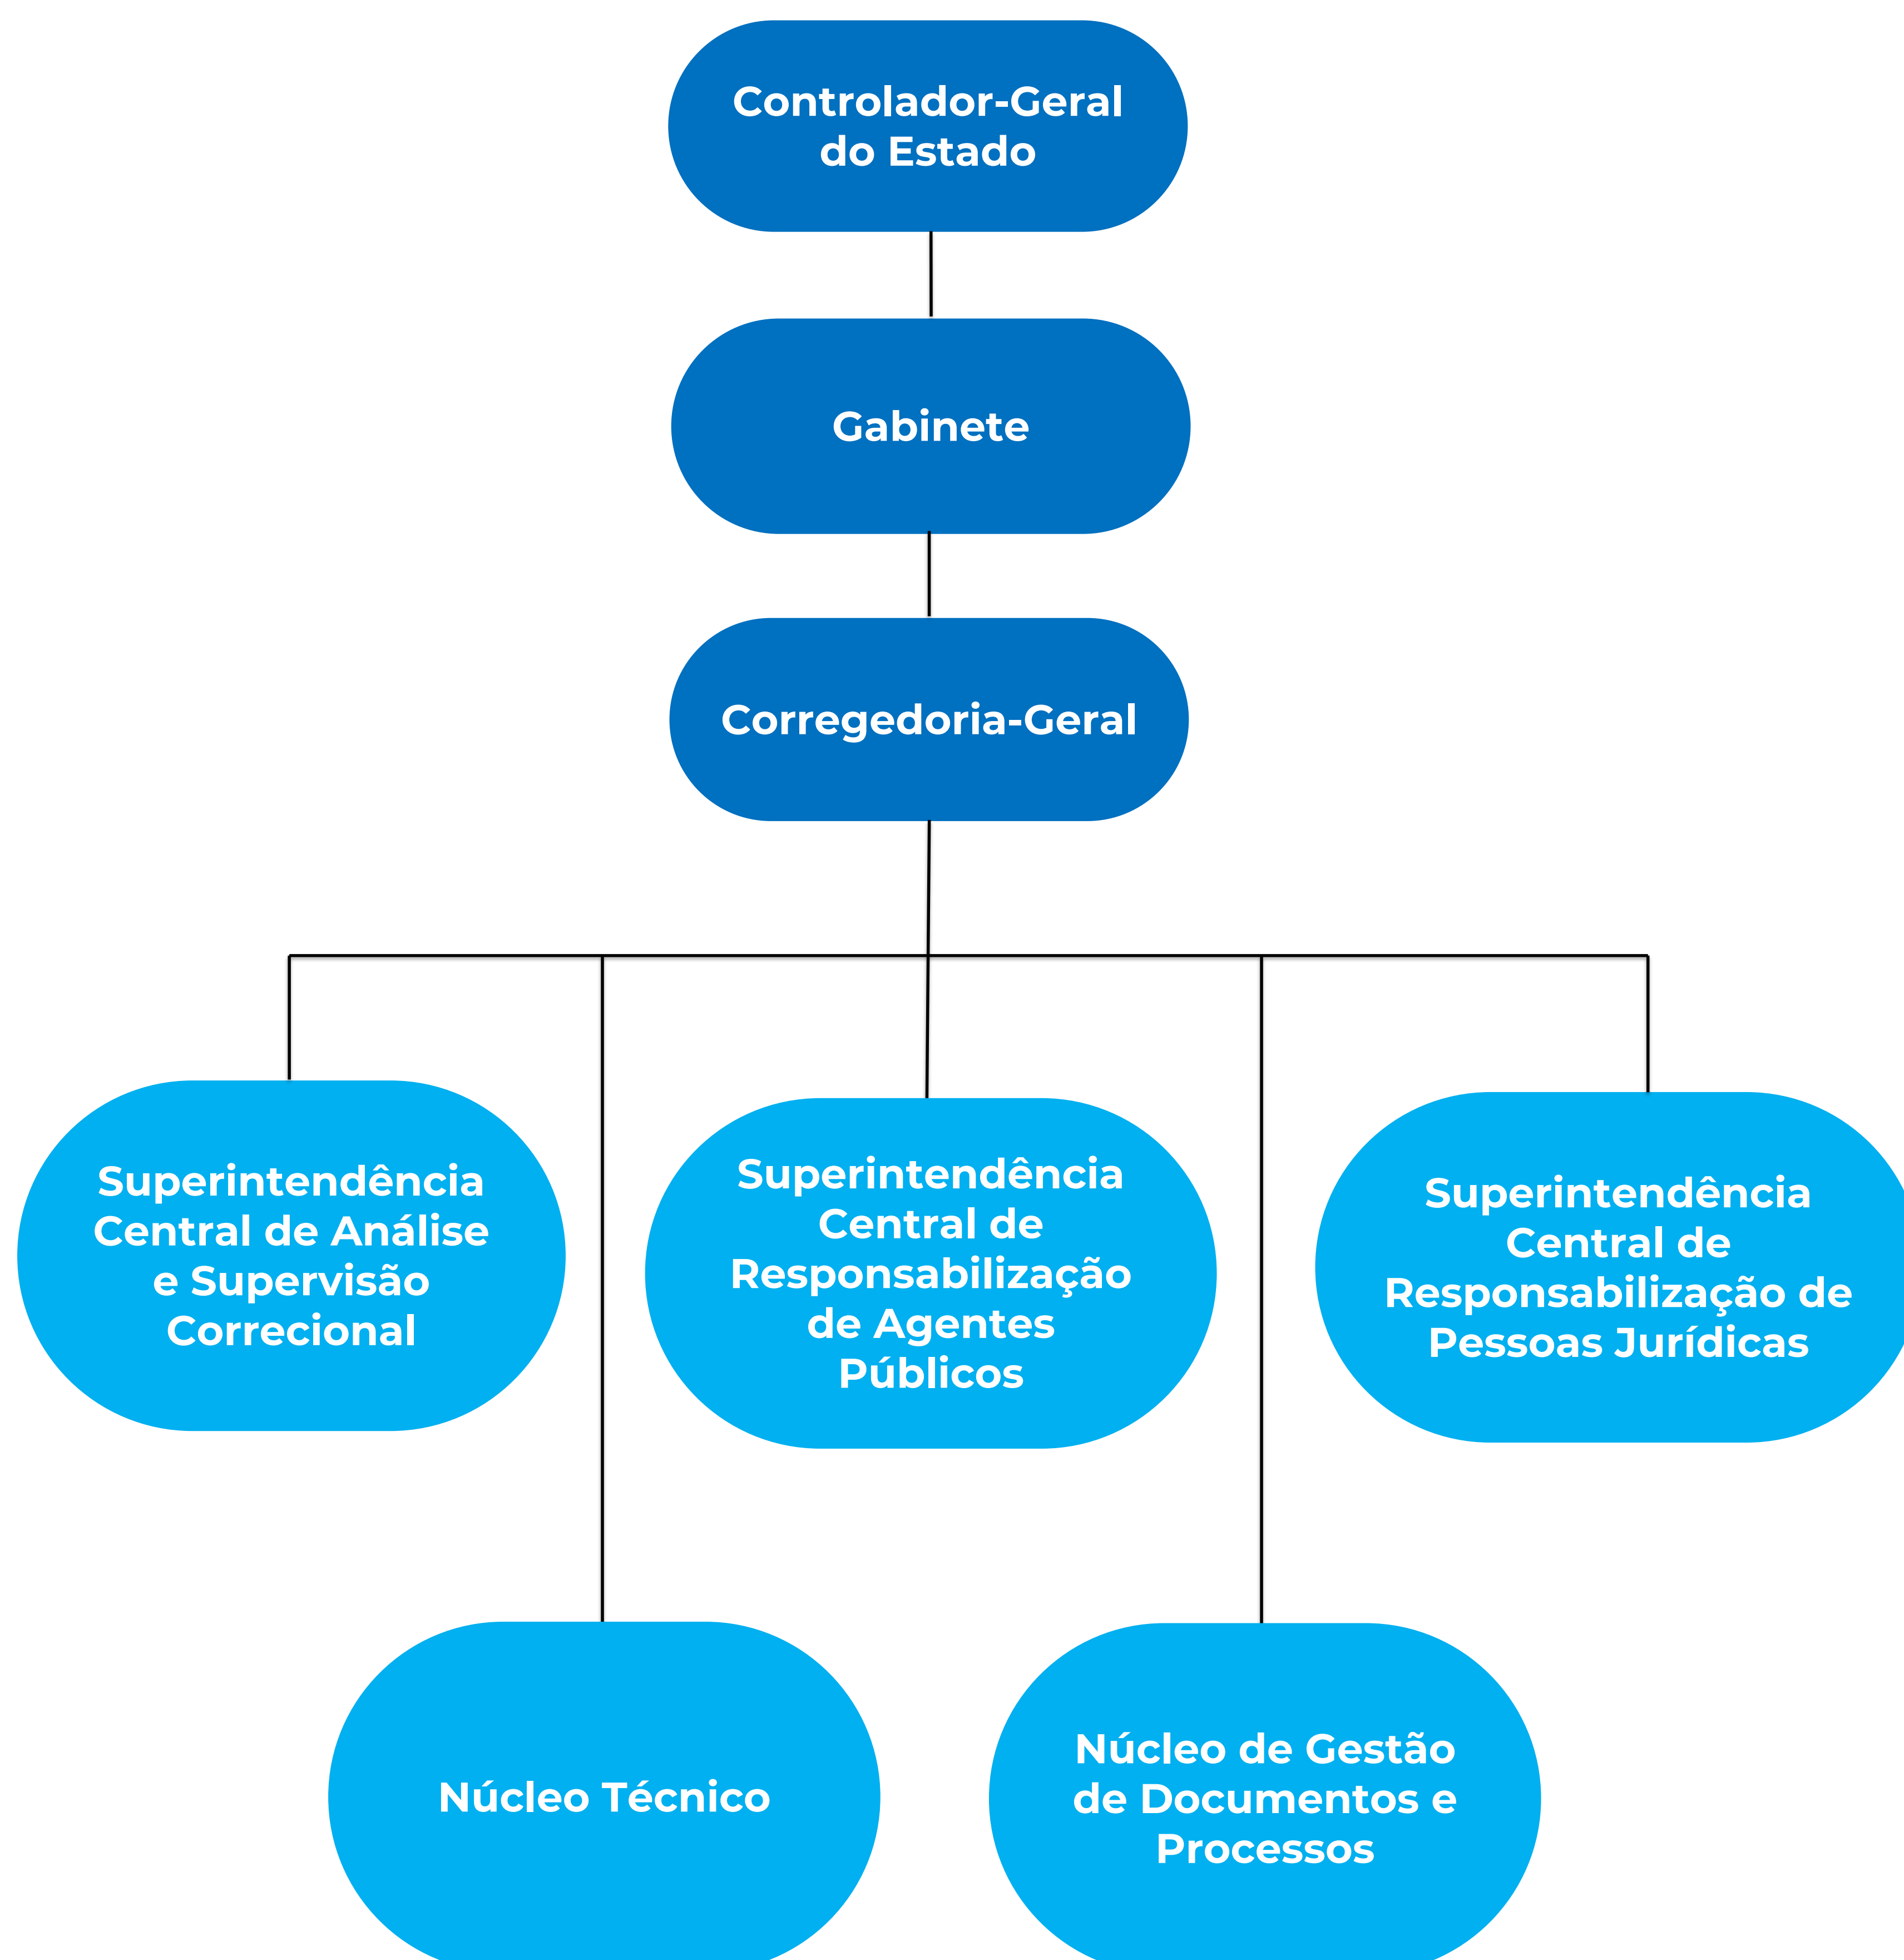 Controlador-Geral
do Estado
Gabinete
Corregedoria-Geral
Superintendência
Central de Análise
e Supervisão
Correcional
Superintendência
Central de
Responsabilização
de Agentes
Públicos
Superintendência
Central de
Responsabilização de
Pessoas Jurídicas
Núcleo Técnico
Núcleo de Gestão
de Documentos e
Processos